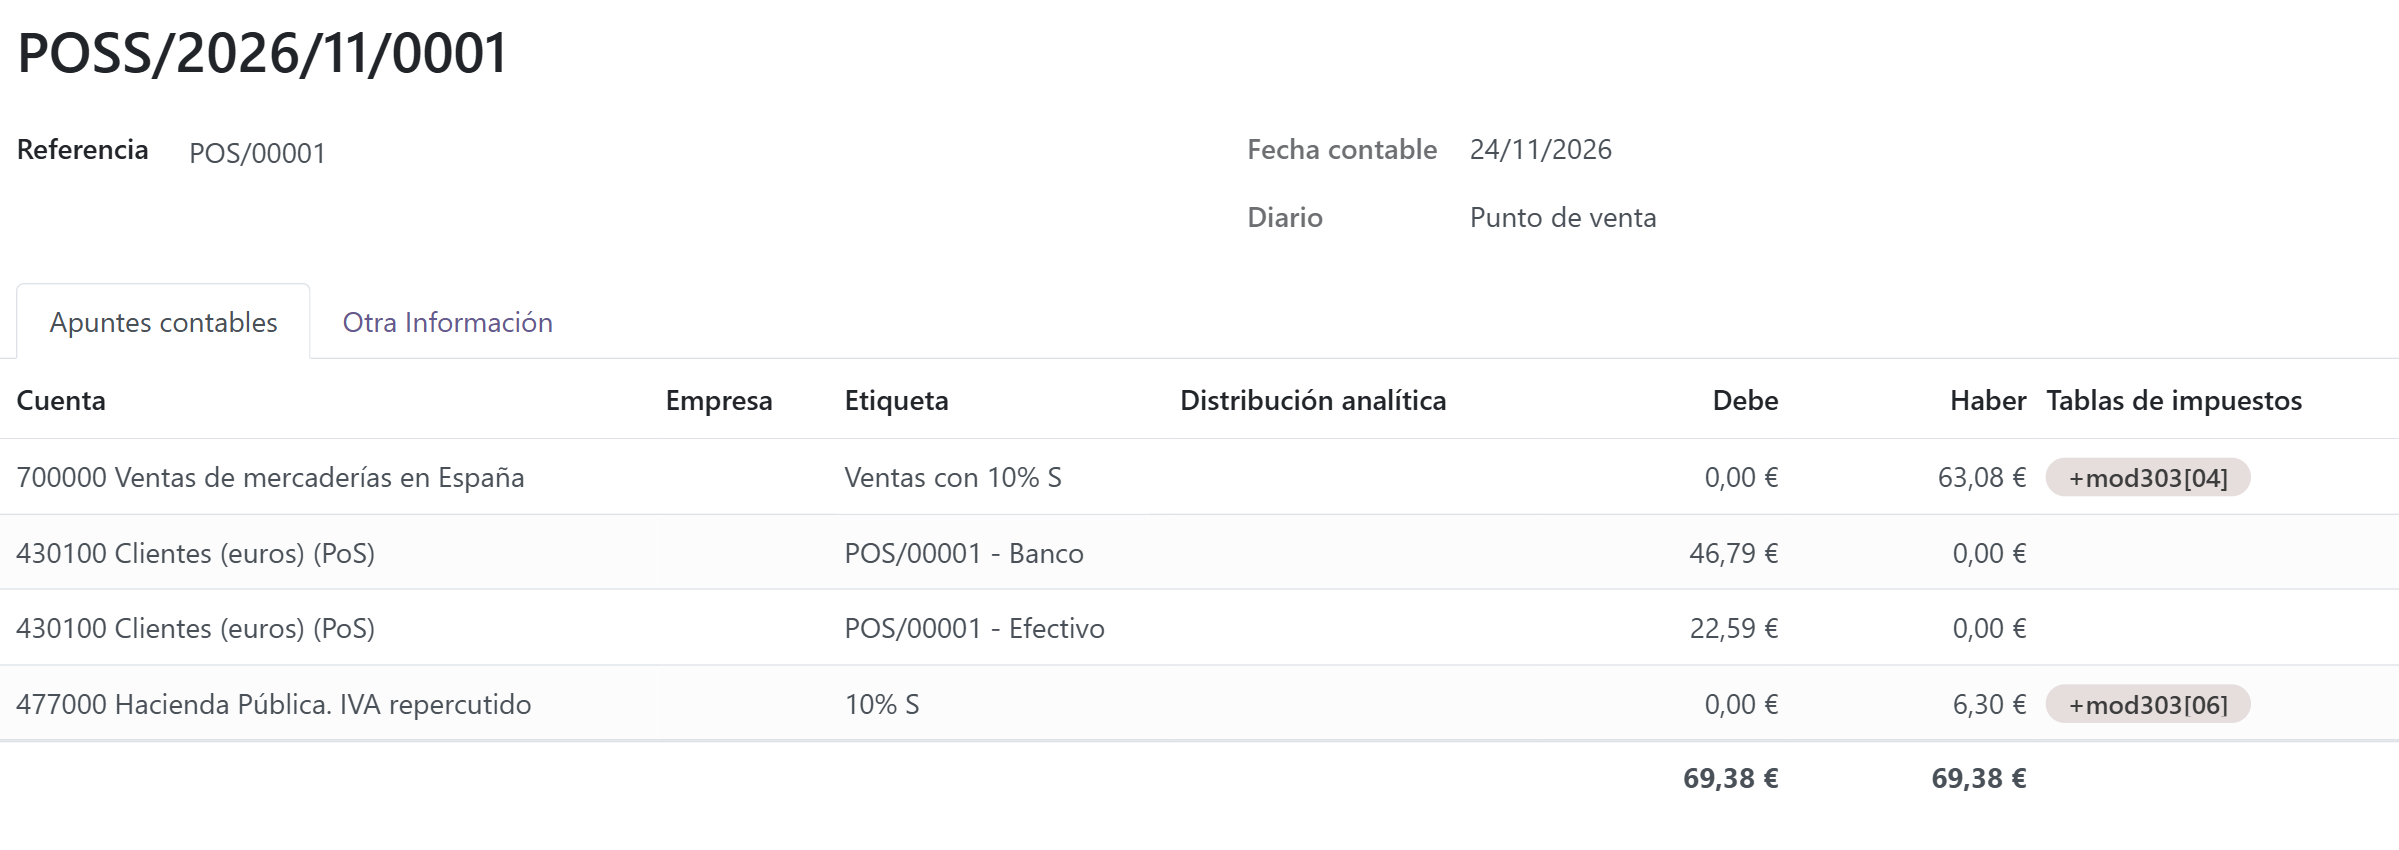 POSS/2026/11/0001
Referencia POS/00001 Fecha contable 24/11/2026
Diario Punto de venta
Apuntes contables Otra Información
Cuenta Empresa Etiqueta Distribución analítica Debe Haber Tablas de impuestos
700000 Ventas de mercaderías en España Ventas con 10% S 0,00 € 63,08 € +mod303[04]
430100 Clientes (euros) (PoS) POS/00001 - Banco 46,79 € 0,00 €
430100 Clientes (euros) (PoS) POS/00001 - Efectivo 22,59 € 0,00 €
477000 Hacienda Pública. IVA repercutido 10% S 0,00 € 6,30 € +mod303[06]
69,38 € 69,38 €